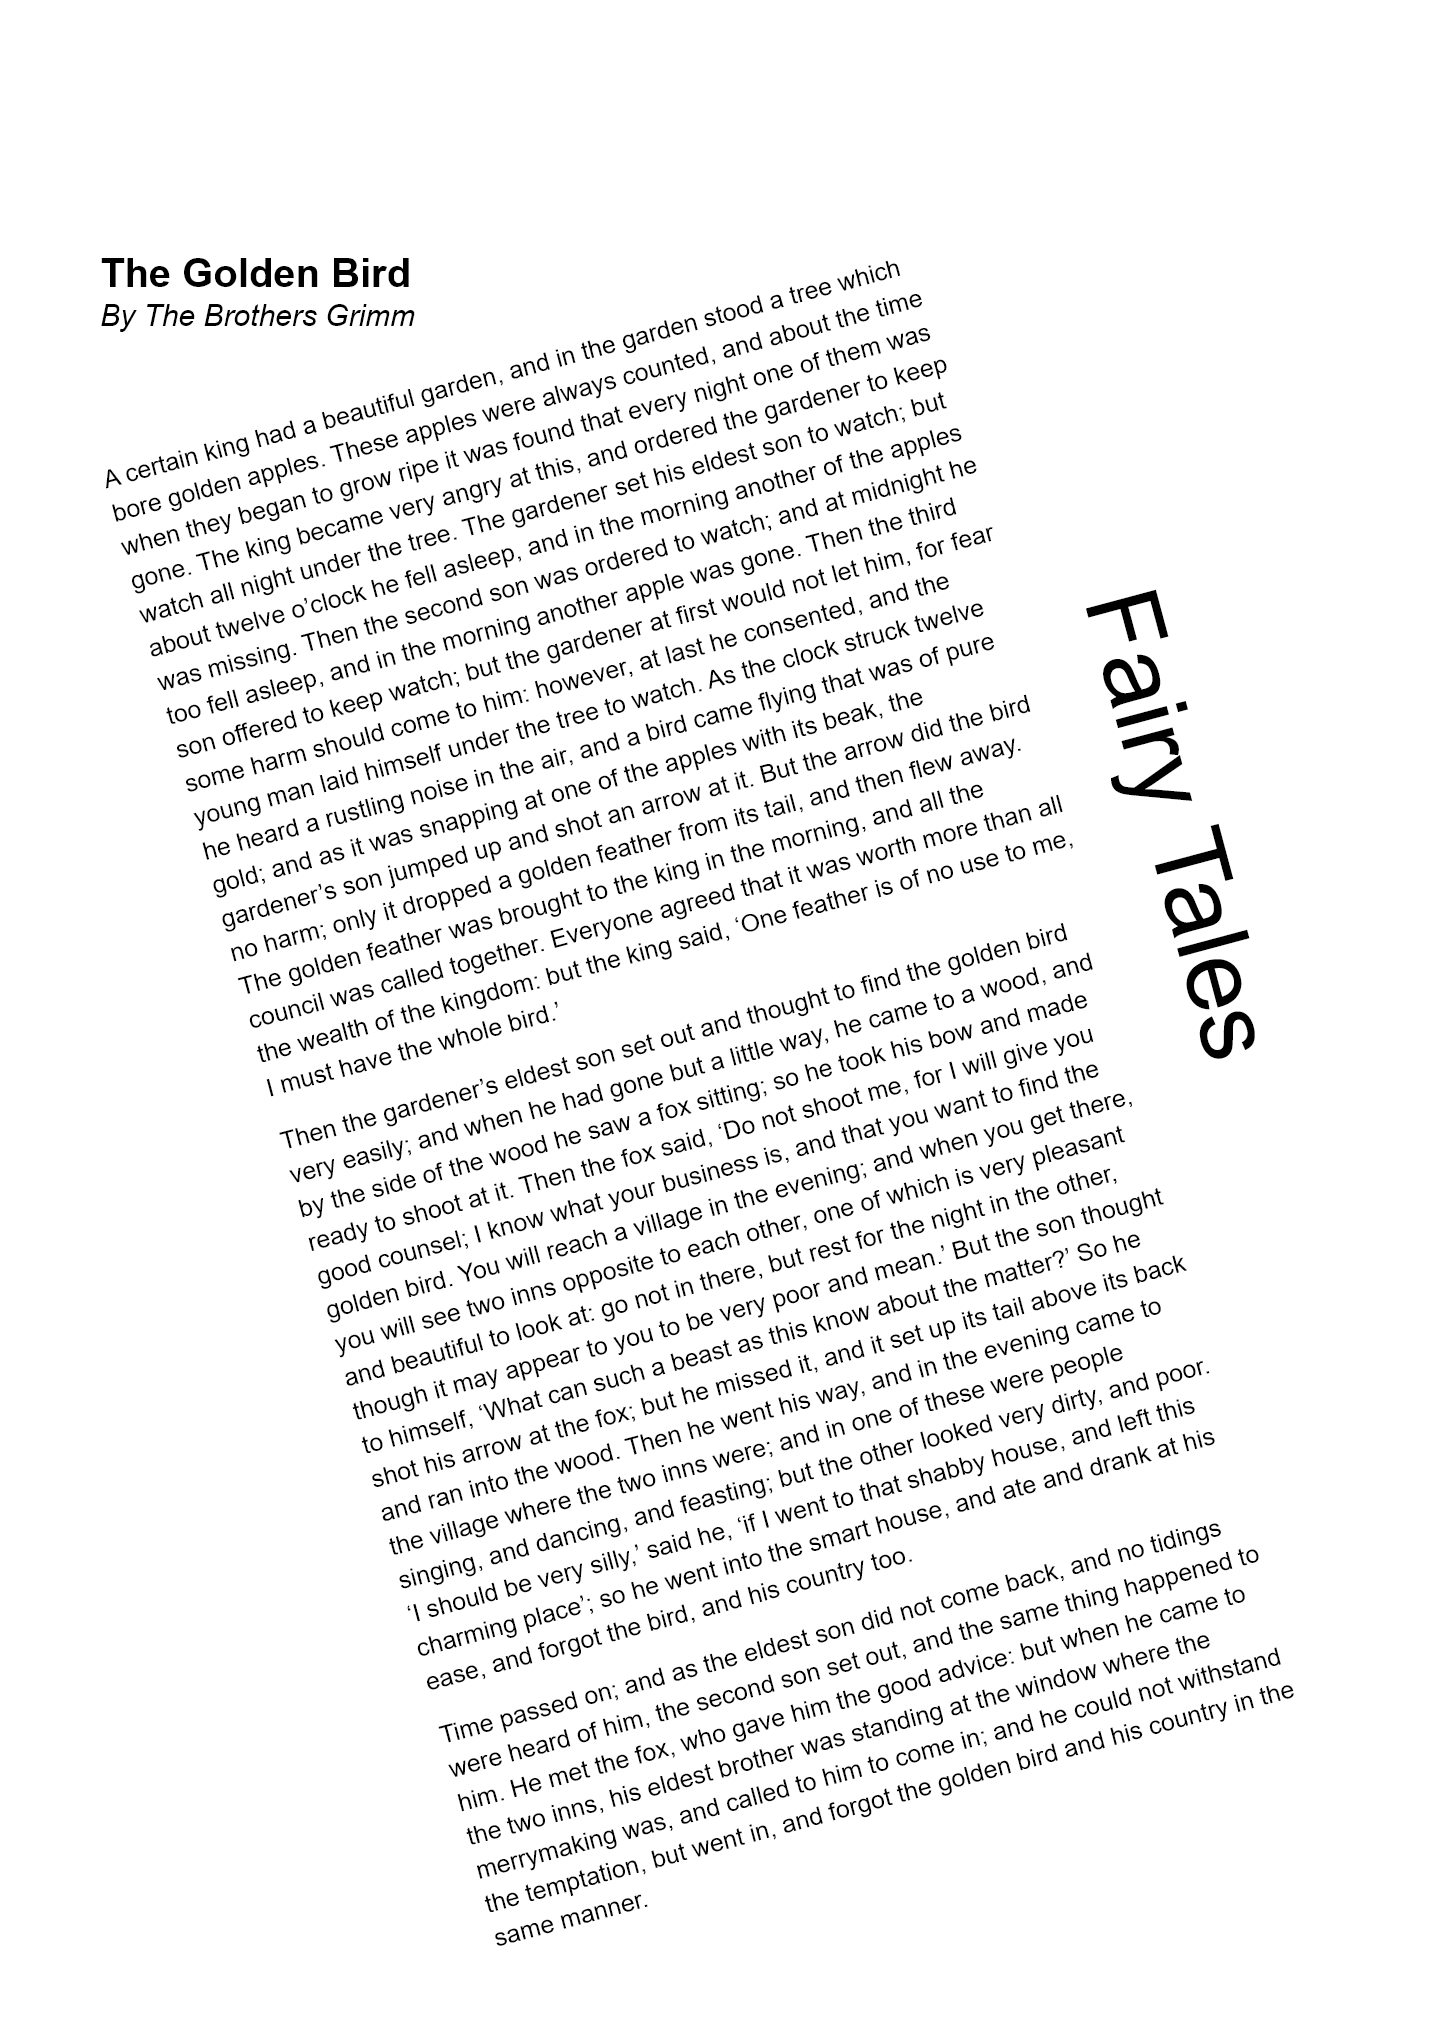 The Golden Bird
By The Brothers Grimm
A certain king had a beautiful garden, and in the garden stood a tree which
bore golden apples. These apples were always counted, and about the time
when they began to grow ripe it was found that every night one of them was
gone. The king became very angry at this, and ordered the gardener to keep
watch all night under the tree. The gardener set his eldest son to watch; but
about twelve o’clock he fell asleep, and in the morning another of the apples
was missing. Then the second son was ordered to watch; and at midnight he
too fell asleep, and in the morning another apple was gone. Then the third
son offered to keep watch; but the gardener at first would not let him, for fear
some harm should come to him: however, at last he consented, and the
young man laid himself under the tree to watch. As the clock struck twelve
he heard a rustling noise in the air, and a bird came flying that was of pure
gold; and as it was snapping at one of the apples with its beak, the
gardener’s son jumped up and shot an arrow at it. But the arrow did the bird
no harm; only it dropped a golden feather from its tail, and then flew away.
The golden feather was brought to the king in the morning, and all the
council was called together. Everyone agreed that it was worth more than all
the wealth of the kingdom: but the king said, ‘One feather is of no use to me,
I must have the whole bird.’
Then the gardener’s eldest son set out and thought to find the golden bird
very easily; and when he had gone but a little way, he came to a wood, and
by the side of the wood he saw a fox sitting; so he took his bow and made
ready to shoot at it. Then the fox said, ‘Do not shoot me, for I will give you
good counsel; I know what your business is, and that you want to find the
golden bird. You will reach a village in the evening; and when you get there,
you will see two inns opposite to each other, one of which is very pleasant
and beautiful to look at: go not in there, but rest for the night in the other,
though it may appear to you to be very poor and mean.’ But the son thought
to himself, ‘What can such a beast as this know about the matter?’ So he
shot his arrow at the fox; but he missed it, and it set up its tail above its back
and ran into the wood. Then he went his way, and in the evening came to
the village where the two inns were; and in one of these were people
singing, and dancing, and feasting; but the other looked very dirty, and poor.
‘I should be very silly,’ said he, ‘if I went to that shabby house, and left this
charming place’; so he went into the smart house, and ate and drank at his
ease, and forgot the bird, and his country too.
Time passed on; and as the eldest son did not come back, and no tidings
were heard of him, the second son set out, and the same thing happened to
him. He met the fox, who gave him the good advice: but when he came to
the two inns, his eldest brother was standing at the window where the
merrymaking was, and called to him to come in; and he could not withstand
the temptation, but went in, and forgot the golden bird and his country in the
same manner.
Fairy Tales